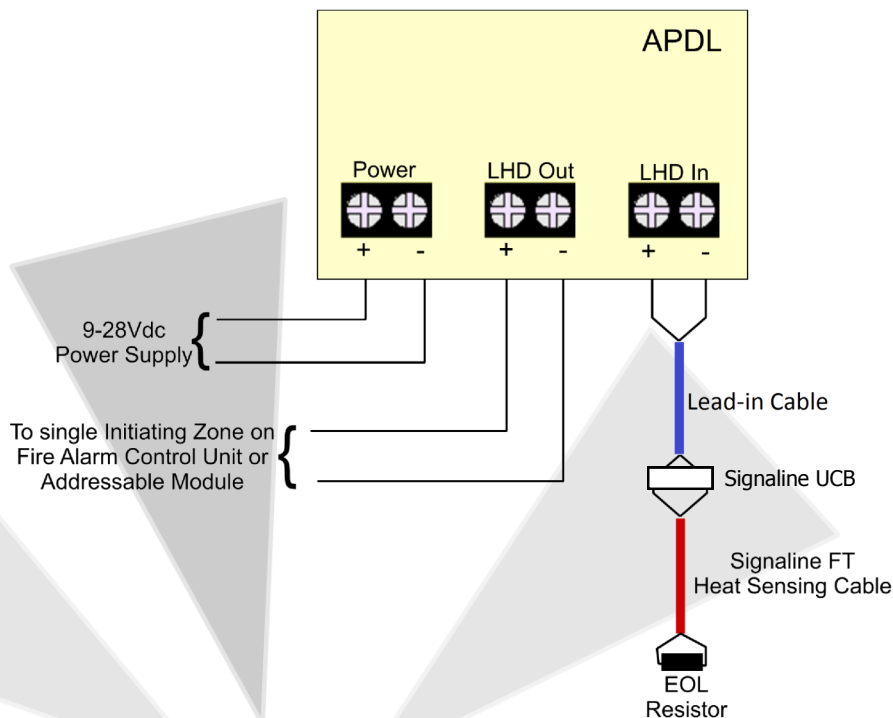 APDL
Power
LHD Out
LHD In
+ -
+ -
+ -
9-28Vdc
Power Supply
To single Initiating Zone on
Fire Alarm Control Unit or
Addressable Module
Lead-in Cable
Signaline UCB
Signaline FT
Heat Sensing Cable
EOL
Resistor